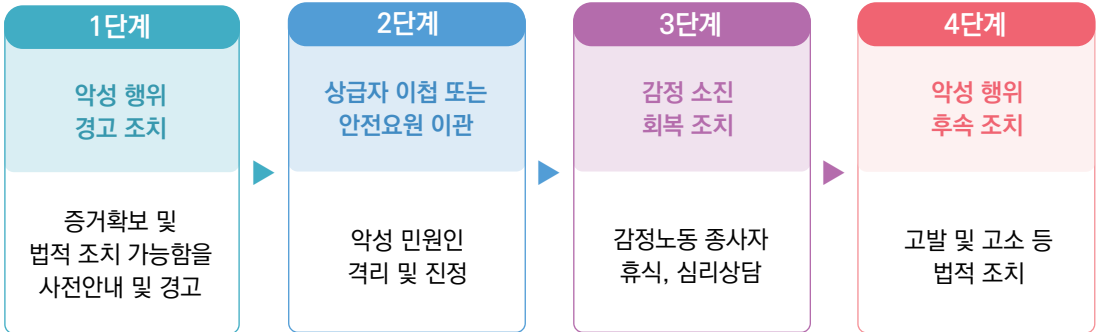 1단계
악성 행위
경고 조치
증거확보 및
법적 조치 가능함을
사전안내 및 경고
2단계
상급자 이첩 또는
안전요원 이관
악성 민원인
격리 및 진정
3단계
감정 소진
회복 조치
감정노동 종사자
휴식, 심리상담
4단계
악성 행위
후속 조치
고발 및 고소 등
법적 조치